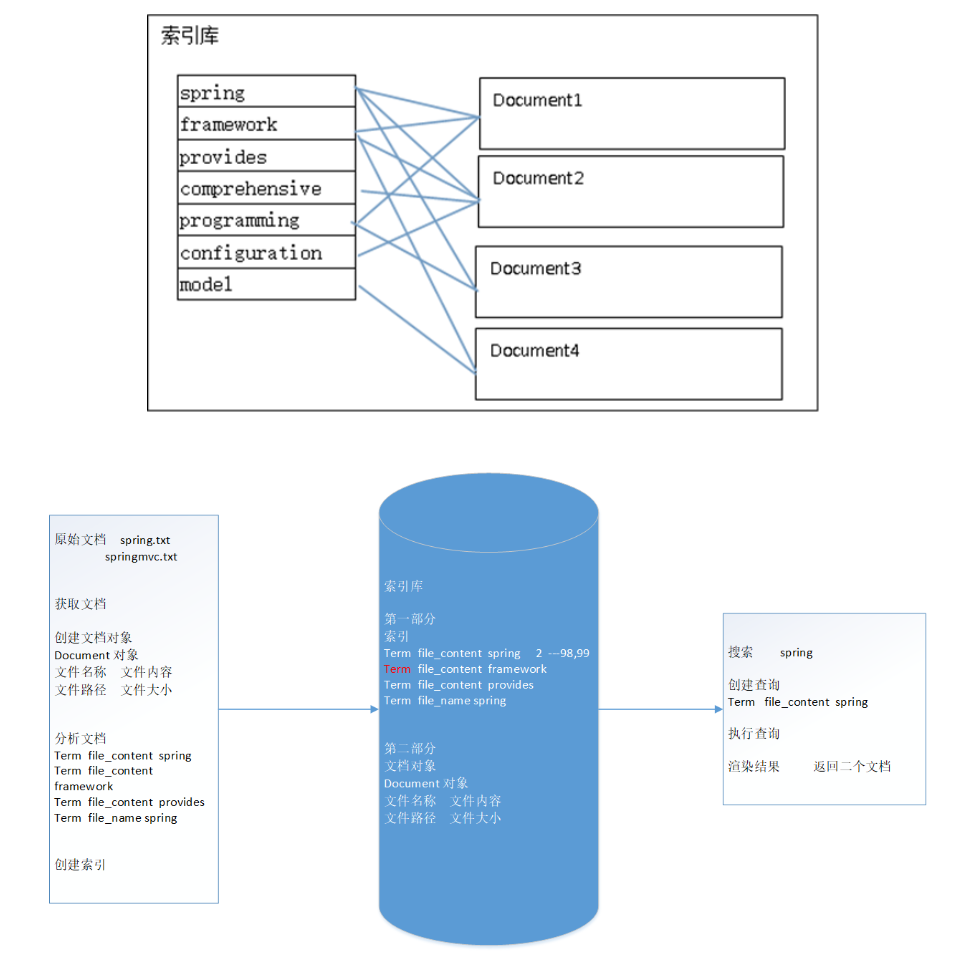 索引库
spring
framework
provides
comprehensive
programming
configuration
model
Document1
Document2
Document3
Document4
原始文档 spring.txt
springmvc.txt
获取文档
创建文档对象
Document 对象
文件名称 文件内容
文件路径 文件大小
分析文档
Term file_content spring
Term file_content
framework
Term file_content provides
Term file_name spring
创建索引
索引库
第一部分
索引
Term file_content spring 2 ---98,99
Term file_content framework
Term file_content provides
Term file_name spring
第二部分
文档对象
Document 对象
文件名称 文件内容
文件路径 文件大小
搜索 spring
创建查询
Term file_content spring
执行查询
渲染结果 返回二个文档